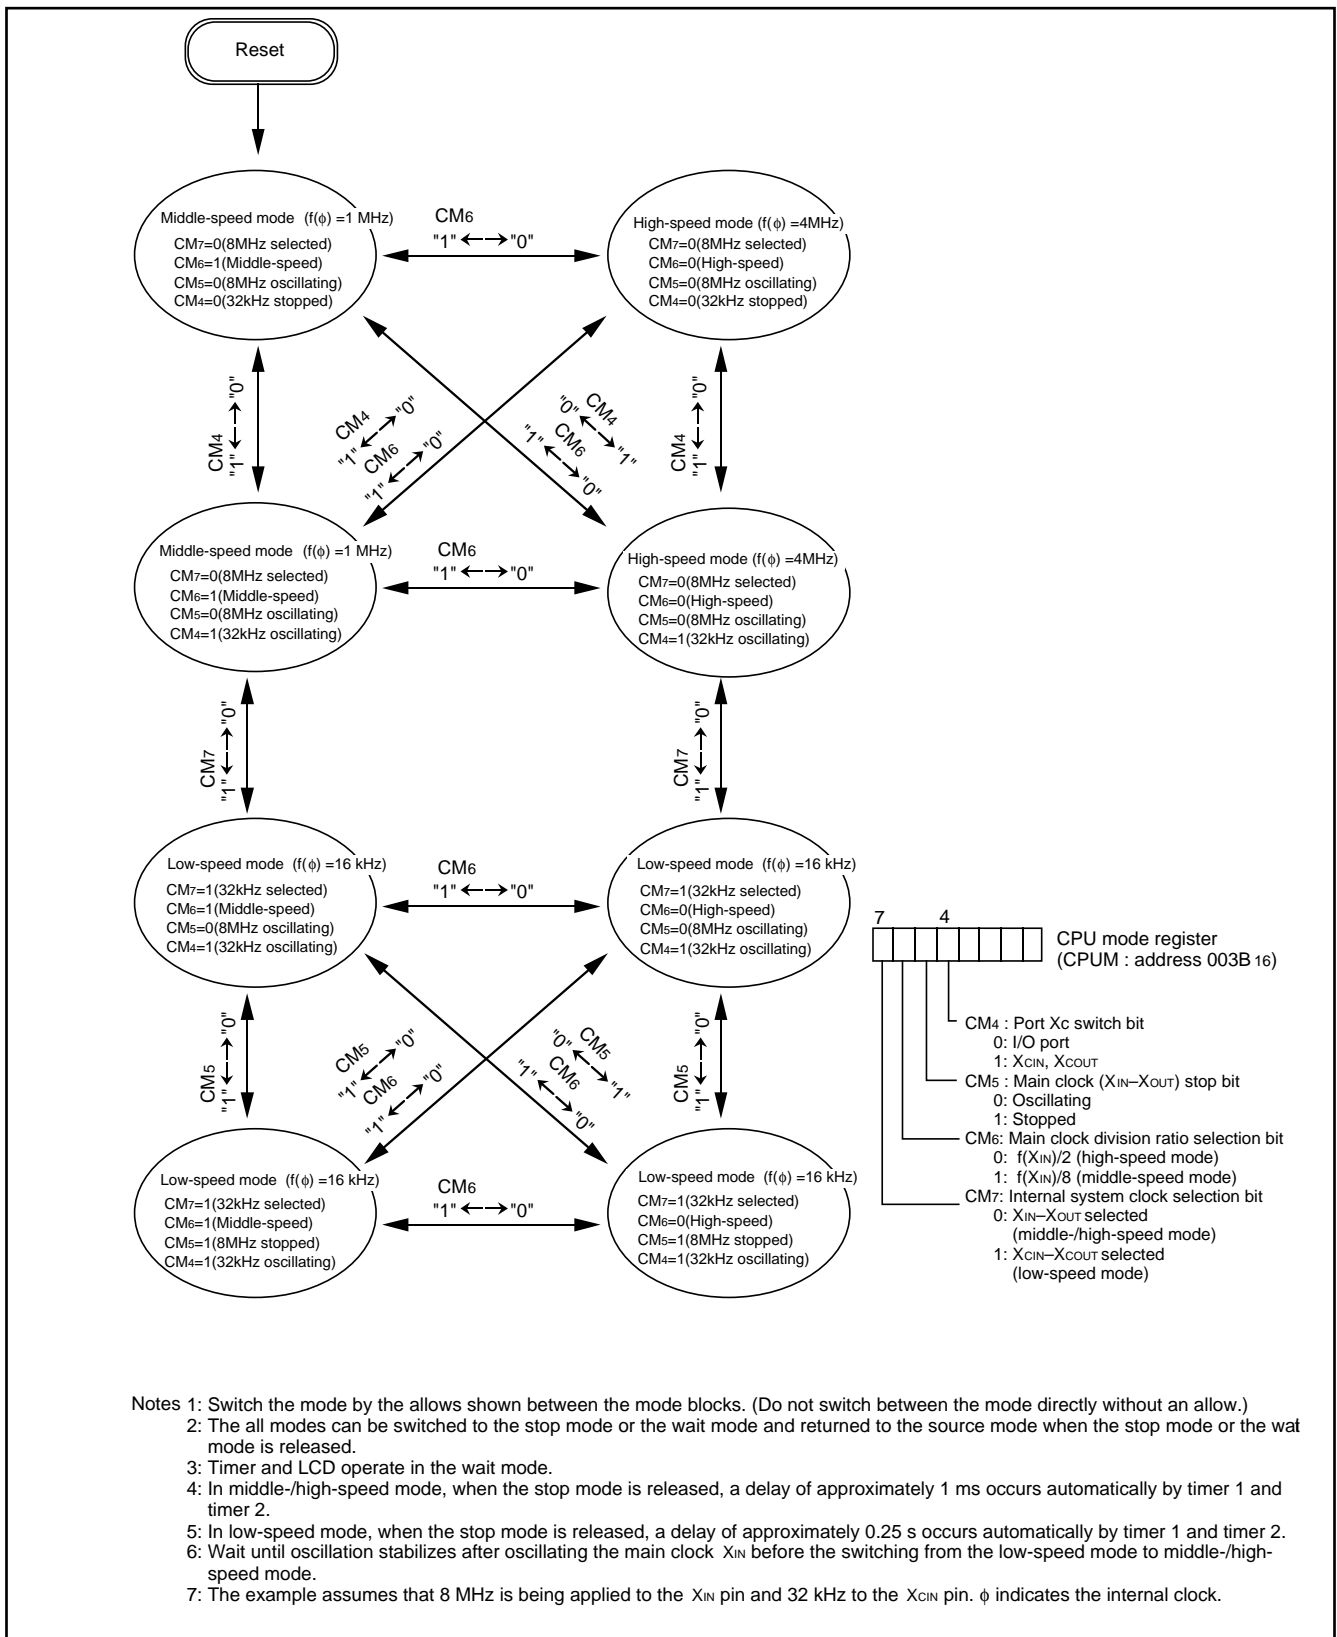 Reset
Middle-speed mode (f(ϕ) =1 MHz)
CM7=0(8MHz selected)
CM6=1(Middle-speed)
CM5=0(8MHz oscillating)
CM4=0(32kHz stopped)
CM6
"1" ←→ "0"
High-speed mode (f(ϕ) =4MHz)
CM7=0(8MHz selected)
CM6=0(High-speed)
CM5=0(8MHz oscillating)
CM4=0(32kHz stopped)
CM4
"1" ←→ "0"
CM4
"1" ←→ "0"
CM6
"1" ←→ "0"
CM4
"0" ←→ "1"
CM6
"1" ←→ "0"
CM4
"1" ←→ "0"
Middle-speed mode (f(ϕ) =1 MHz)
CM7=0(8MHz selected)
CM6=1(Middle-speed)
CM5=0(8MHz oscillating)
CM4=1(32kHz oscillating)
CM6
"1" ←→ "0"
High-speed mode (f(ϕ) =4MHz)
CM7=0(8MHz selected)
CM6=0(High-speed)
CM5=0(8MHz oscillating)
CM4=1(32kHz oscillating)
CM7
"1" ←→ "0"
CM7
"1" ←→ "0"
Low-speed mode (f(ϕ) =16 kHz)
CM7=1(32kHz selected)
CM6=1(Middle-speed)
CM5=0(8MHz oscillating)
CM4=1(32kHz oscillating)
CM6
"1" ←→ "0"
Low-speed mode (f(ϕ) =16 kHz)
CM7=1(32kHz selected)
CM6=0(High-speed)
CM5=0(8MHz oscillating)
CM4=1(32kHz oscillating)
CM5
"1" ←→ "0"
CM5
"1" ←→ "0"
CM6
"1" ←→ "0"
CM5
"0" ←→ "1"
CM6
"1" ←→ "0"
CM5
"1" ←→ "0"
Low-speed mode (f(ϕ) =16 kHz)
CM7=1(32kHz selected)
CM6=1(Middle-speed)
CM5=1(8MHz stopped)
CM4=1(32kHz oscillating)
CM6
"1" ←→ "0"
Low-speed mode (f(ϕ) =16 kHz)
CM7=1(32kHz selected)
CM6=0(High-speed)
CM5=1(8MHz stopped)
CM4=1(32kHz oscillating)
7 4
CPU mode register
(CPUM : address 003B16)
CM4 : Port Xc switch bit
0: I/O port
1: XCIN, XCOUT
CM5 : Main clock (XIN–XOUT) stop bit
0: Oscillating
1: Stopped
CM6: Main clock division ratio selection bit
0: f(XIN)/2 (high-speed mode)
1: f(XIN)/8 (middle-speed mode)
CM7: Internal system clock selection bit
0: XIN–XOUT selected
(middle-/high-speed mode)
1: XCIN–XCOUT selected
(low-speed mode)
Notes 1: Switch the mode by the allows shown between the mode blocks. (Do not switch between the mode directly without an allow.)
2: The all modes can be switched to the stop mode or the wait mode and returned to the source mode when the stop mode or the wait
mode is released.
3: Timer and LCD operate in the wait mode.
4: In middle-/high-speed mode, when the stop mode is released, a delay of approximately 1 ms occurs automatically by timer 1 and
timer 2.
5: In low-speed mode, when the stop mode is released, a delay of approximately 0.25 s occurs automatically by timer 1 and timer 2.
6: Wait until oscillation stabilizes after oscillating the main clock XIN before the switching from the low-speed mode to middle-/high-
speed mode.
7: The example assumes that 8 MHz is being applied to the XIN pin and 32 kHz to the XCIN pin. ϕ indicates the internal clock.